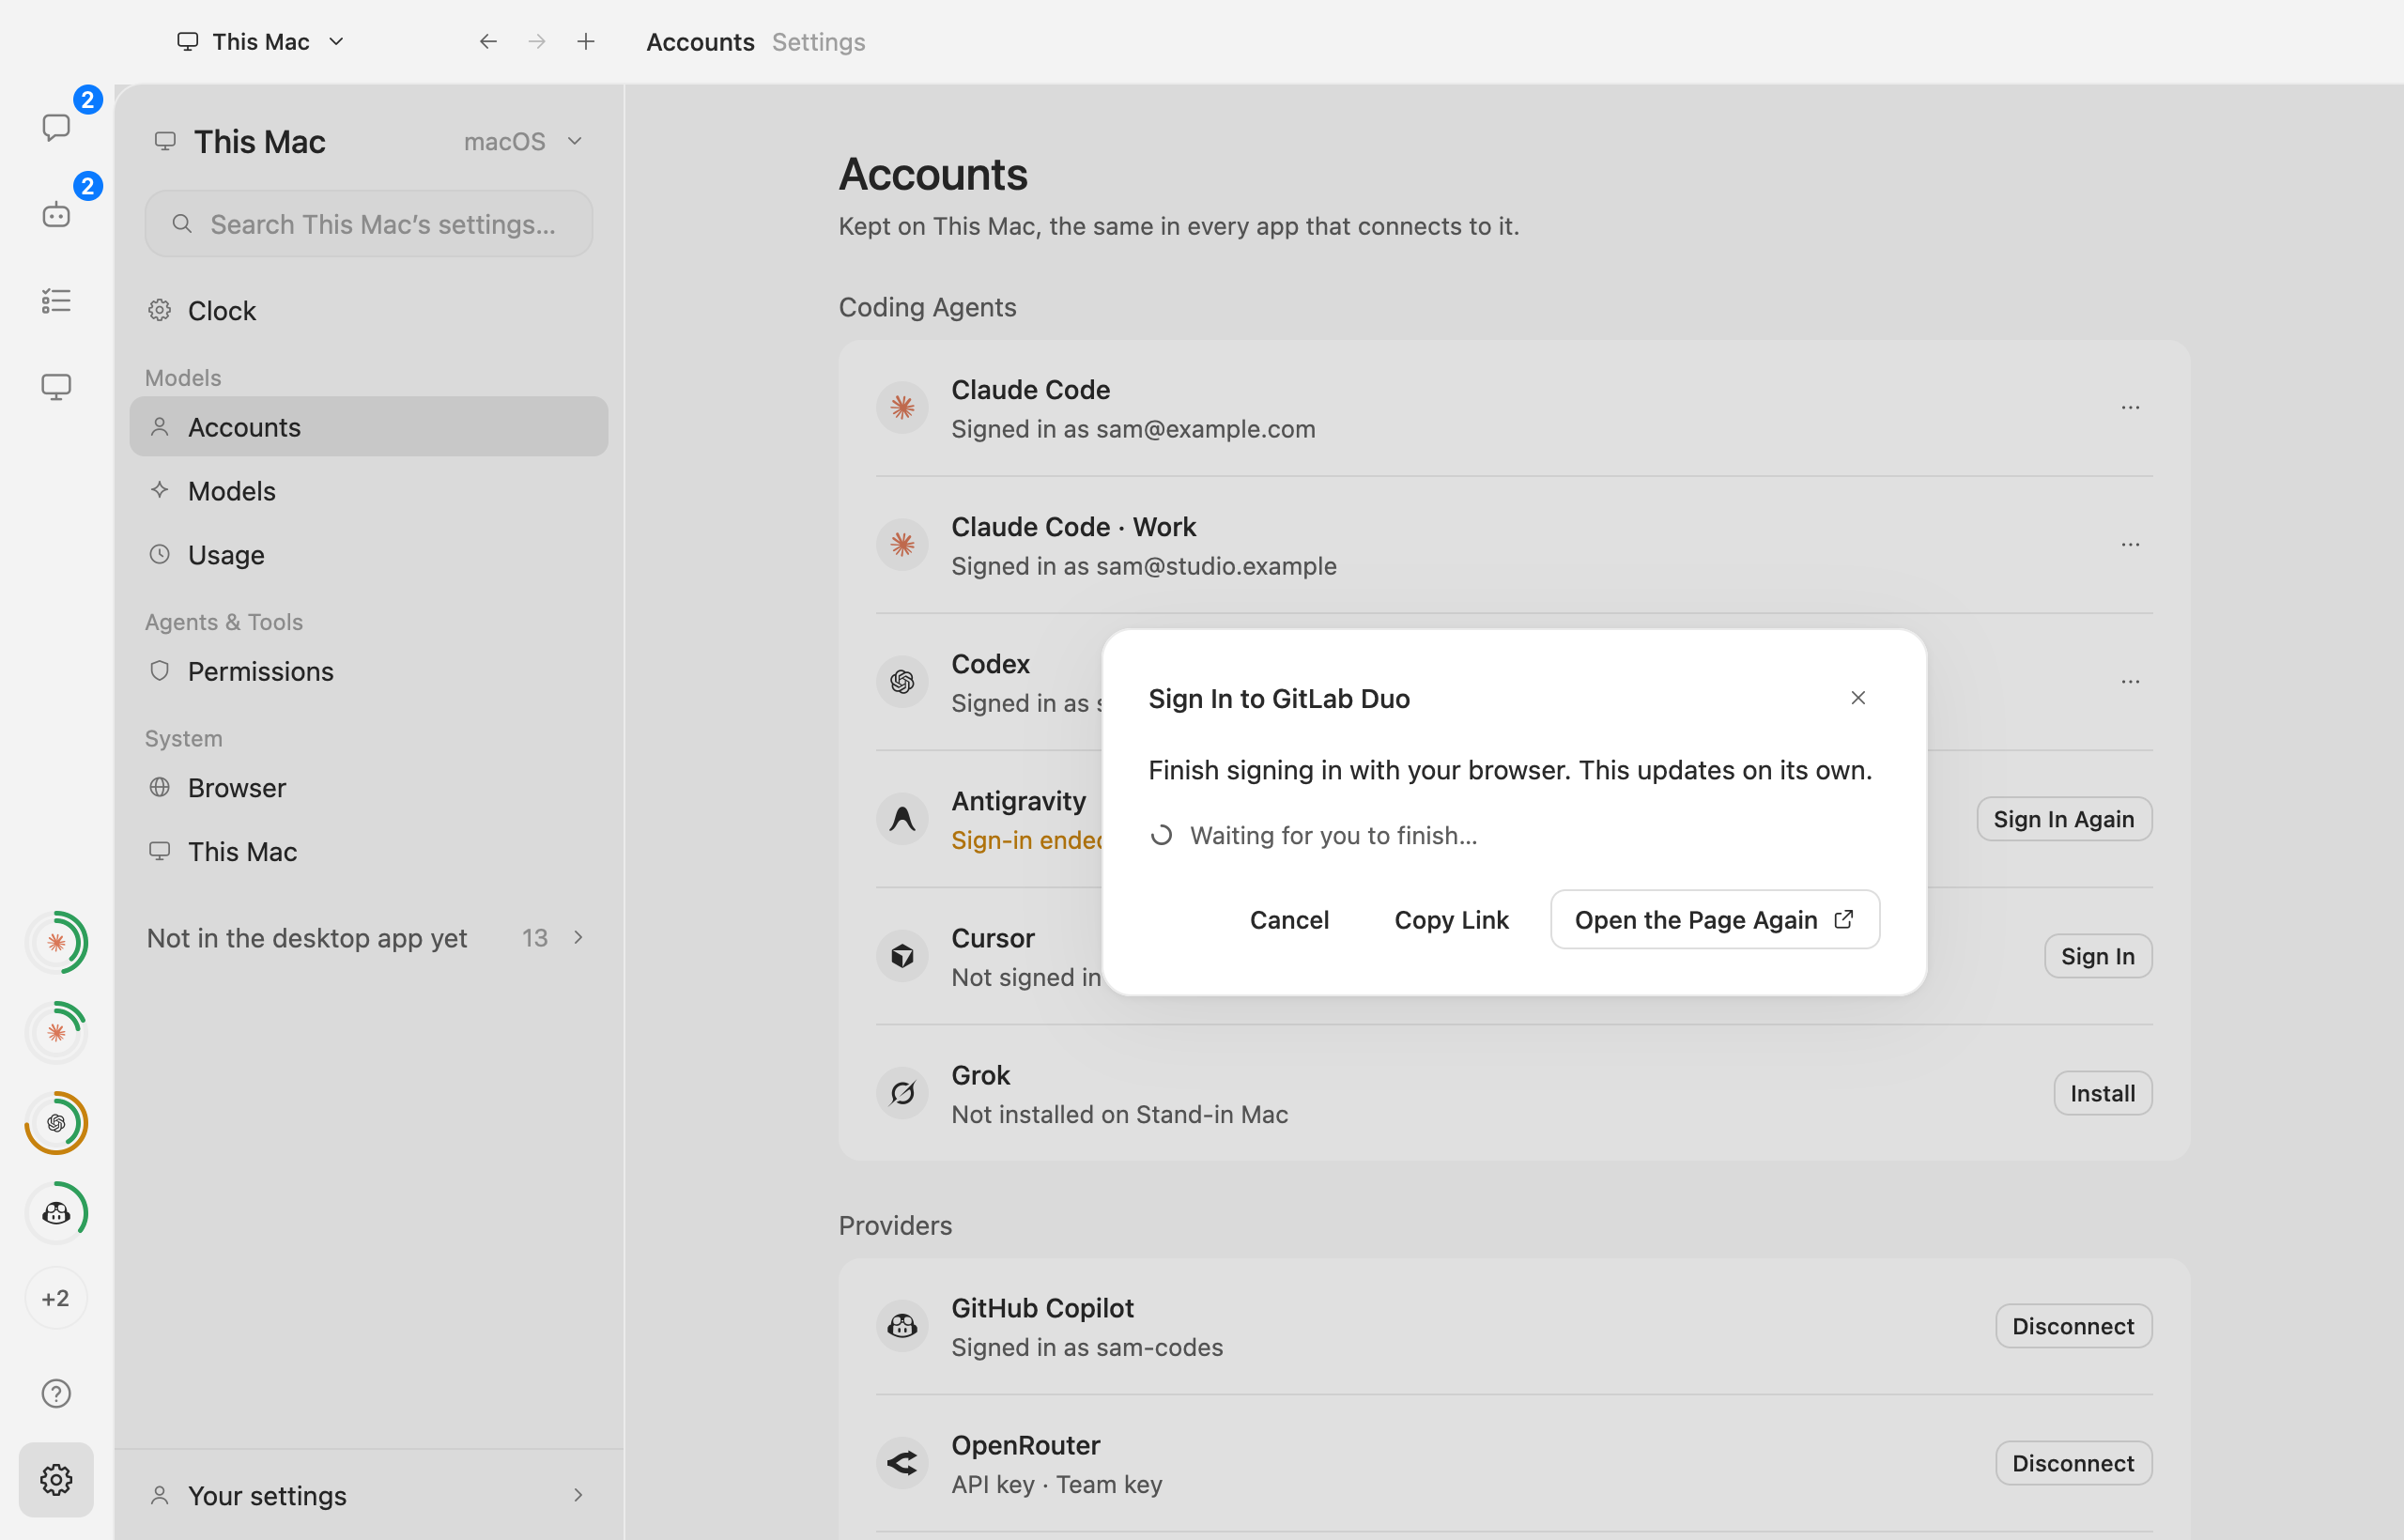 This Mac
Accounts Settings
2
2
This Mac macOS
Search This Mac’s settings...
Clock
Models
Accounts
Models
Usage
Agents & Tools
Permissions
System
Browser
This Mac
Not in the desktop app yet 13
+2
Your settings
Accounts
Kept on This Mac, the same in every app that connects to it.
Coding Agents
Claude Code
Signed in as sam@example.com
Claude Code · Work
Signed in as sam@studio.example
Codex
Signed in as
Antigravity
Sign-in ended
Sign In Again
Cursor
Not signed in
Sign In
Grok
Not installed on Stand-in Mac
Install
Sign In to GitLab Duo
Finish signing in with your browser. This updates on its own.
Waiting for you to finish...
Cancel Copy Link Open the Page Again
Providers
GitHub Copilot
Signed in as sam-codes
Disconnect
OpenRouter
API key · Team key
Disconnect